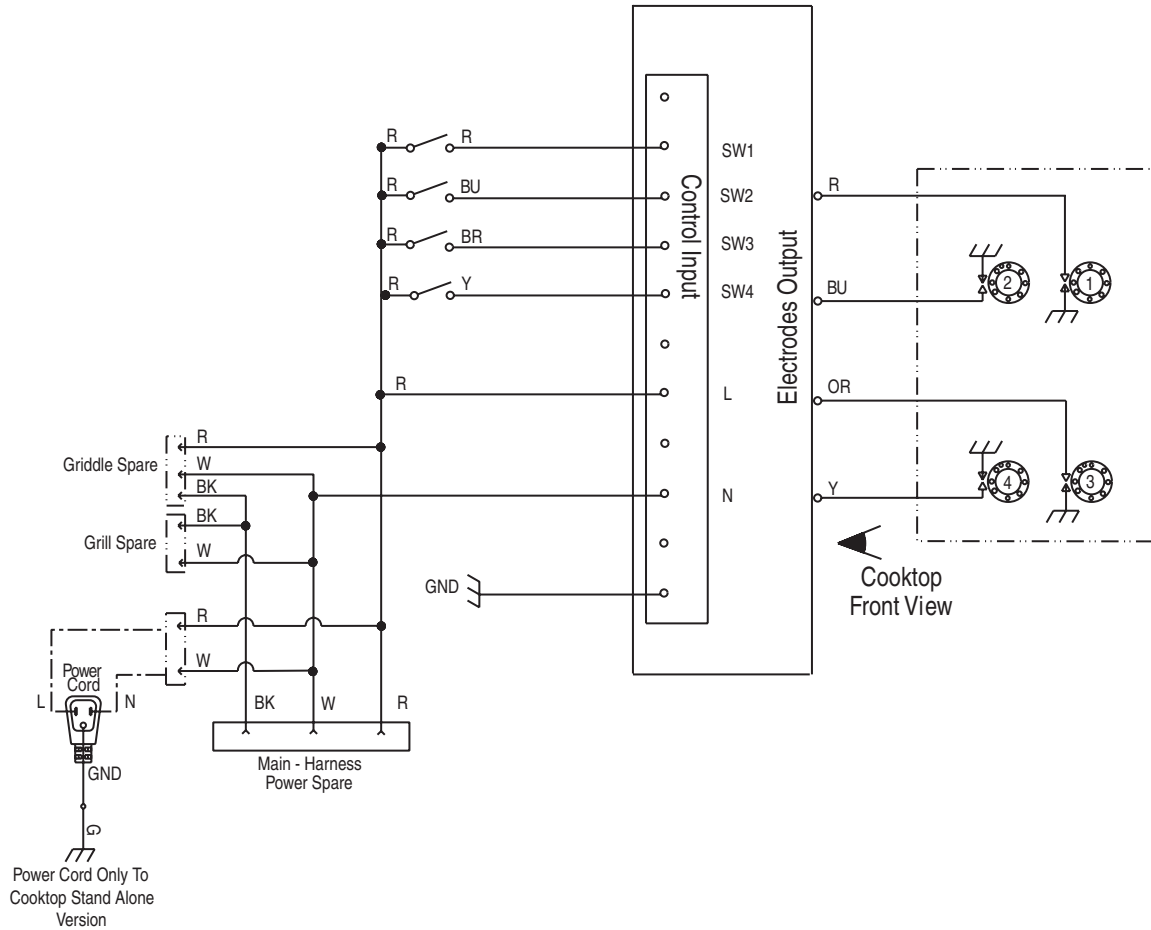 R
R
SW1
R
BU
SW2
R
R
BR
SW3
R
Y
SW4
Control Input
Electrodes Output
2
1
BU
R
L
OR
R
Griddle Spare
W
BK
N
Y
4
3
BK
Grill Spare
W
Cooktop
Front View
GND
R
W
Power
Cord
L
N
BK
W
R
Main - Harness
Power Spare
GND
G
Power Cord Only To
Cooktop Stand Alone
Version